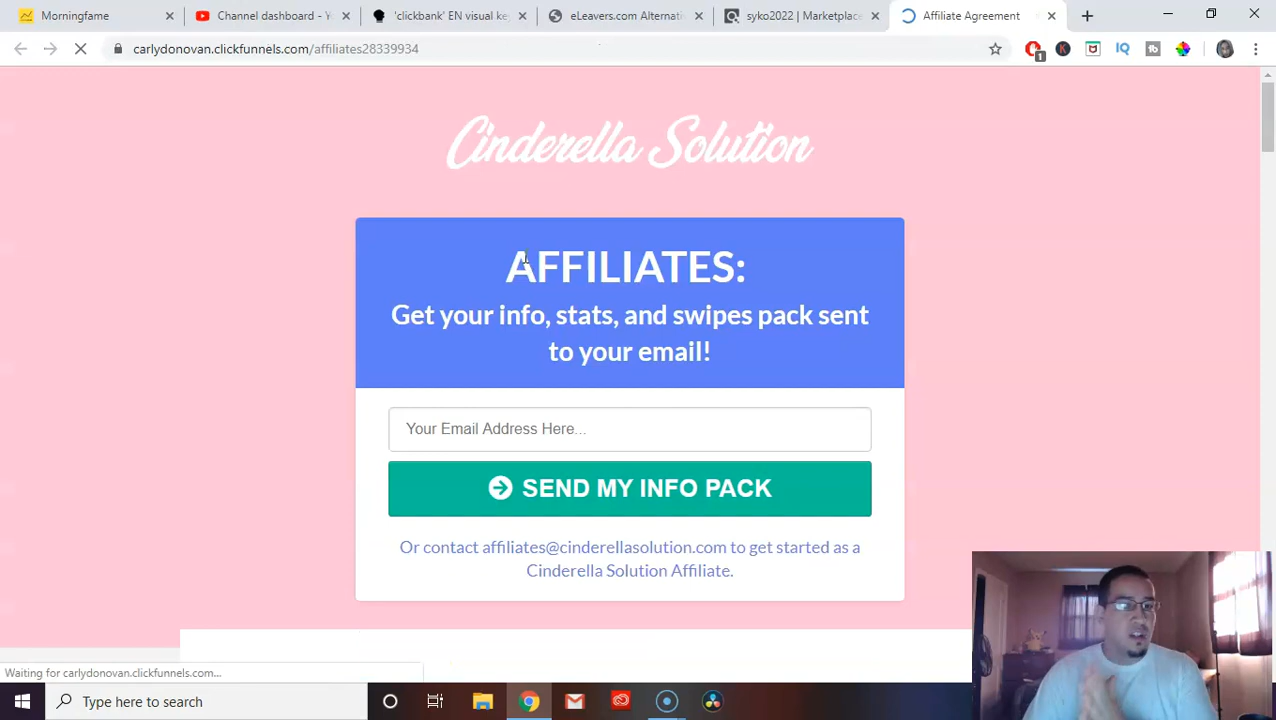 Morningfame
Channel dashboard - Y
'clickbank' EN visual ke
eLeavers.com Alternati
syko2022 | Marketplace
Affiliate Agreement
carlydonovan.clickfunnels.com/affiliates28339934
1
K
IQ
tb
Cinderella Solution
AFFILIATES:
Get your info, stats, and swipes pack sent
to your email!
Your Email Address Here...
SEND MY INFO PACK
Or contact affiliates@cinderellasolution.com to get started as a
Cinderella Solution Affiliate.
Waiting for carlydonovan.clickfunnels.com...
Type here to search